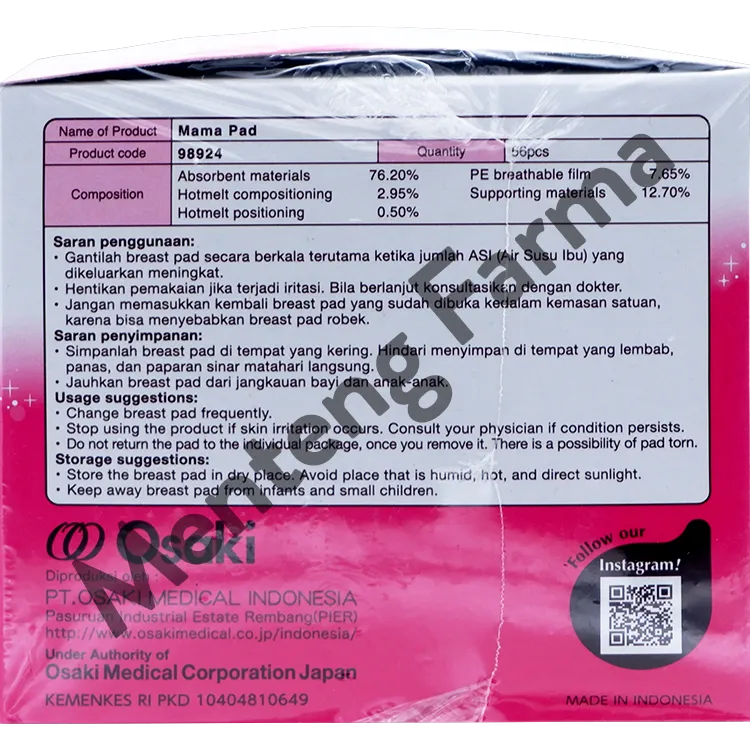 Name of Product Mama Pad
Product code 98924 Quantity 56pcs
Composition
Absorbent materials 76.20% PE breathable film 7.65%
Hotmelt compositioning 2.95% Supporting materials 12.70%
Hotmelt positioning 0.50%
Saran penggunaan:
• Gantilah breast pad secara berkala terutama ketika jumlah ASI (Air Susu Ibu) yang
dikeluarkan meningkat.
• Hentikan pemakaian jika terjadi iritasi. Bila berlanjut konsultasikan dengan dokter.
• Jangan memasukkan kembali breast pad yang sudah dibuka kedalam kemasan satuan,
karena bisa menyebabkan breast pad robek.
Saran penyimpanan:
• Simpanlah breast pad di tempat yang kering. Hindari menyimpan di tempat yang lembab,
panas, dan paparan sinar matahari langsung.
• Jauhkan breast pad dari jangkauan bayi dan anak-anak.
Usage suggestions:
• Change breast pad frequently.
• Stop using the product if skin irritation occurs. Consult your physician if condition persists.
• Do not return the pad to the individual package, once you remove it. There is a possibility of pad torn.
Storage suggestions:
• Store the breast pad in dry place. Avoid place that is humid, hot, and direct sunlight.
• Keep away breast pad from infants and small children.
Menteng Farma
Osaki
Diproduksi oleh :
PT.OSAKI MEDICAL INDONESIA
Pasuruan Industrial Estate Rembang(PIER)
http://www.osakimedical.co.jp/indonesia/
Under Authority of
Osaki Medical Corporation Japan
KEMENKES RI PKD 10404810649
Follow our
Instagram!
MADE IN INDONESIA